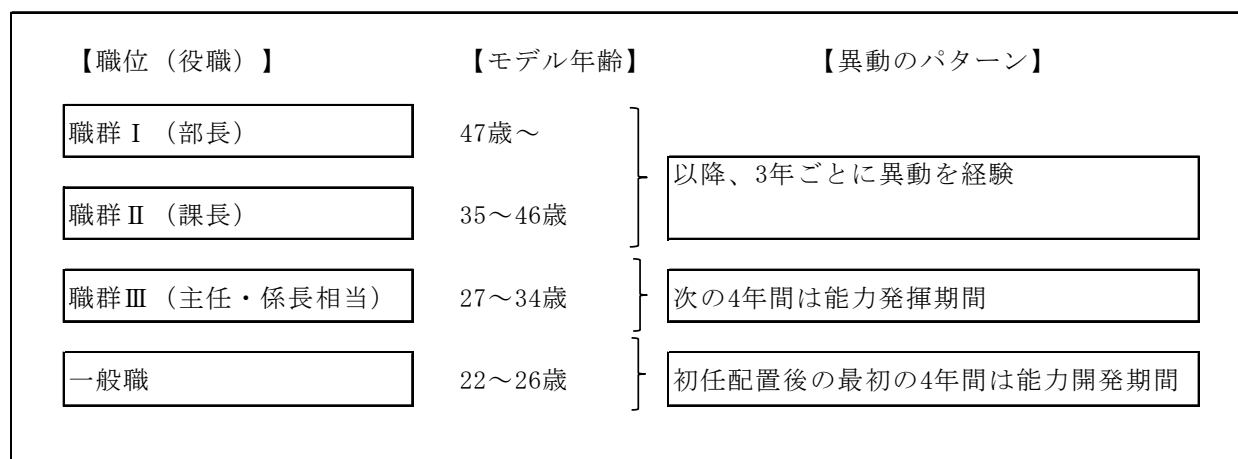 【職位（役職）】 【モデル年齢】 【異動のパターン】
職群Ⅰ（部長） 47歳～
以降、3年ごとに異動を経験
職群Ⅱ（課長） 35～46歳
職群Ⅲ（主任・係長相当） 27～34歳 次の4年間は能力発揮期間
一般職 22～26歳 初任配置後の最初の4年間は能力開発期間